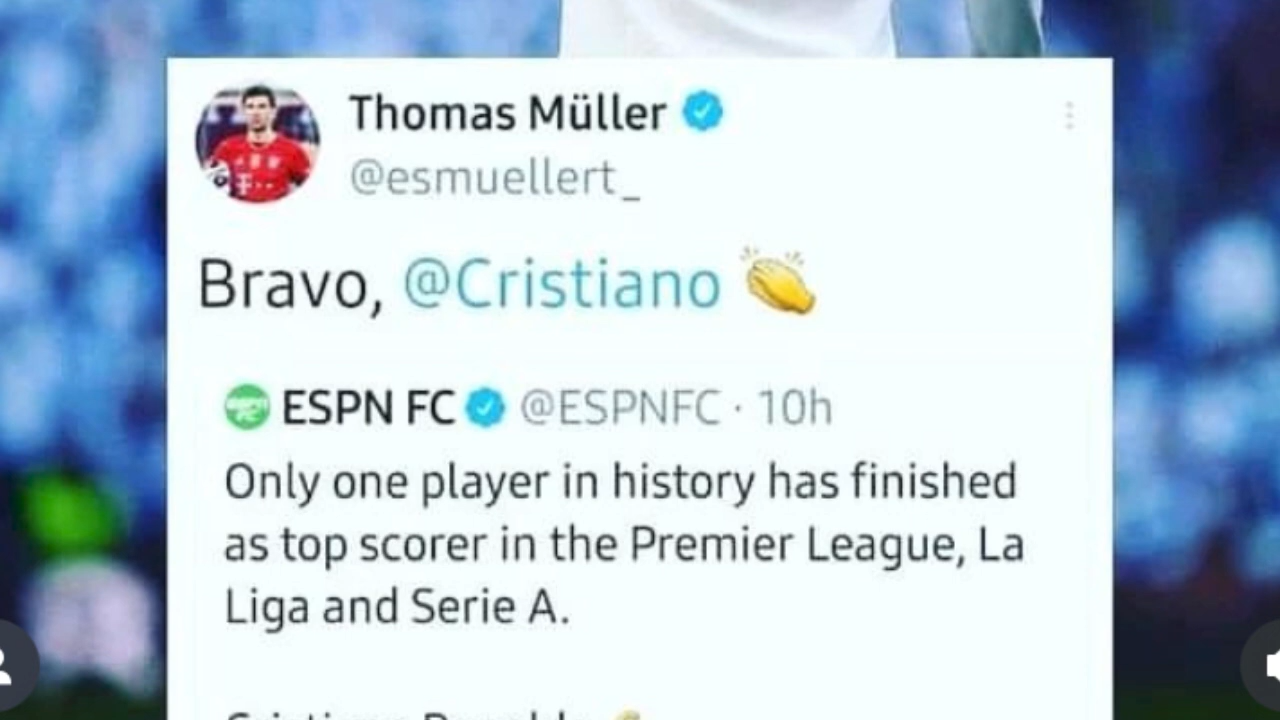 Thomas Müller
@esmuellert_
Bravo, @Cristiano 👏
ESPN FC @ESPNFC · 10h
Only one player in history has finished
as top scorer in the Premier League, La
Liga and Serie A.